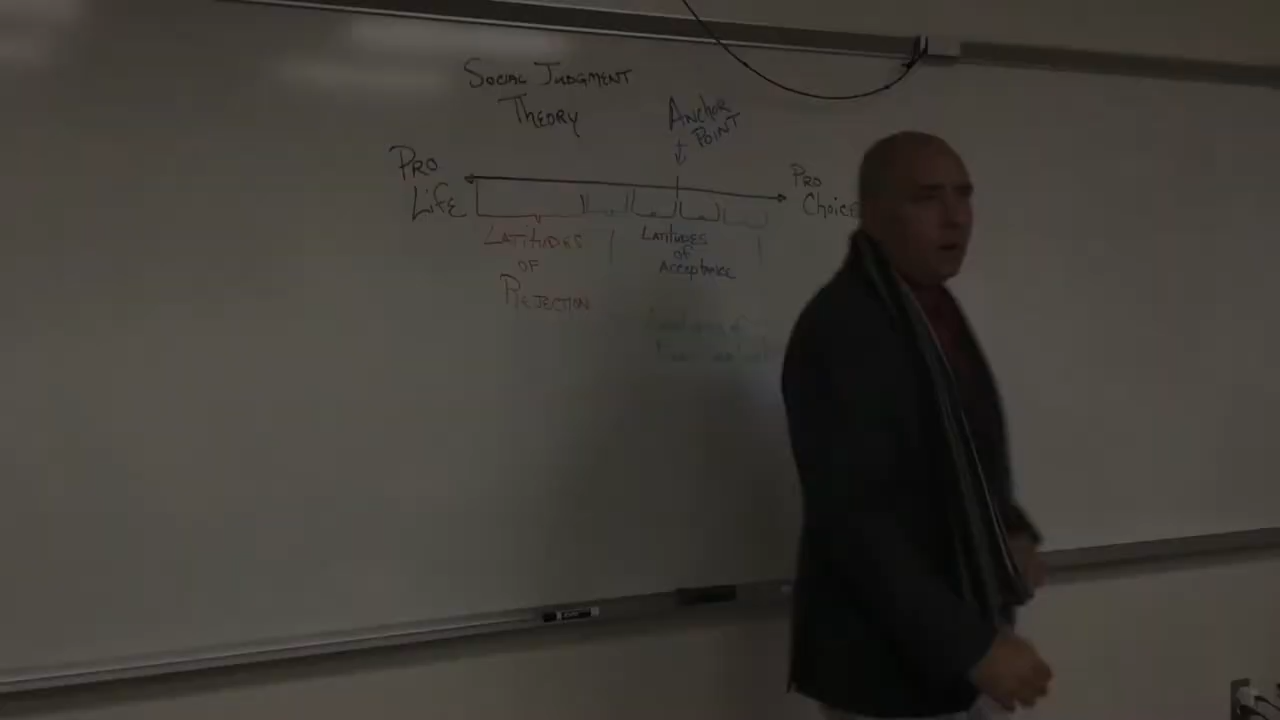 Social Judgment
Theory
Anchor
Point
Pro
Life
Pro
Choice
Latitudes
of
Rejection
Latitudes
of
Acceptance